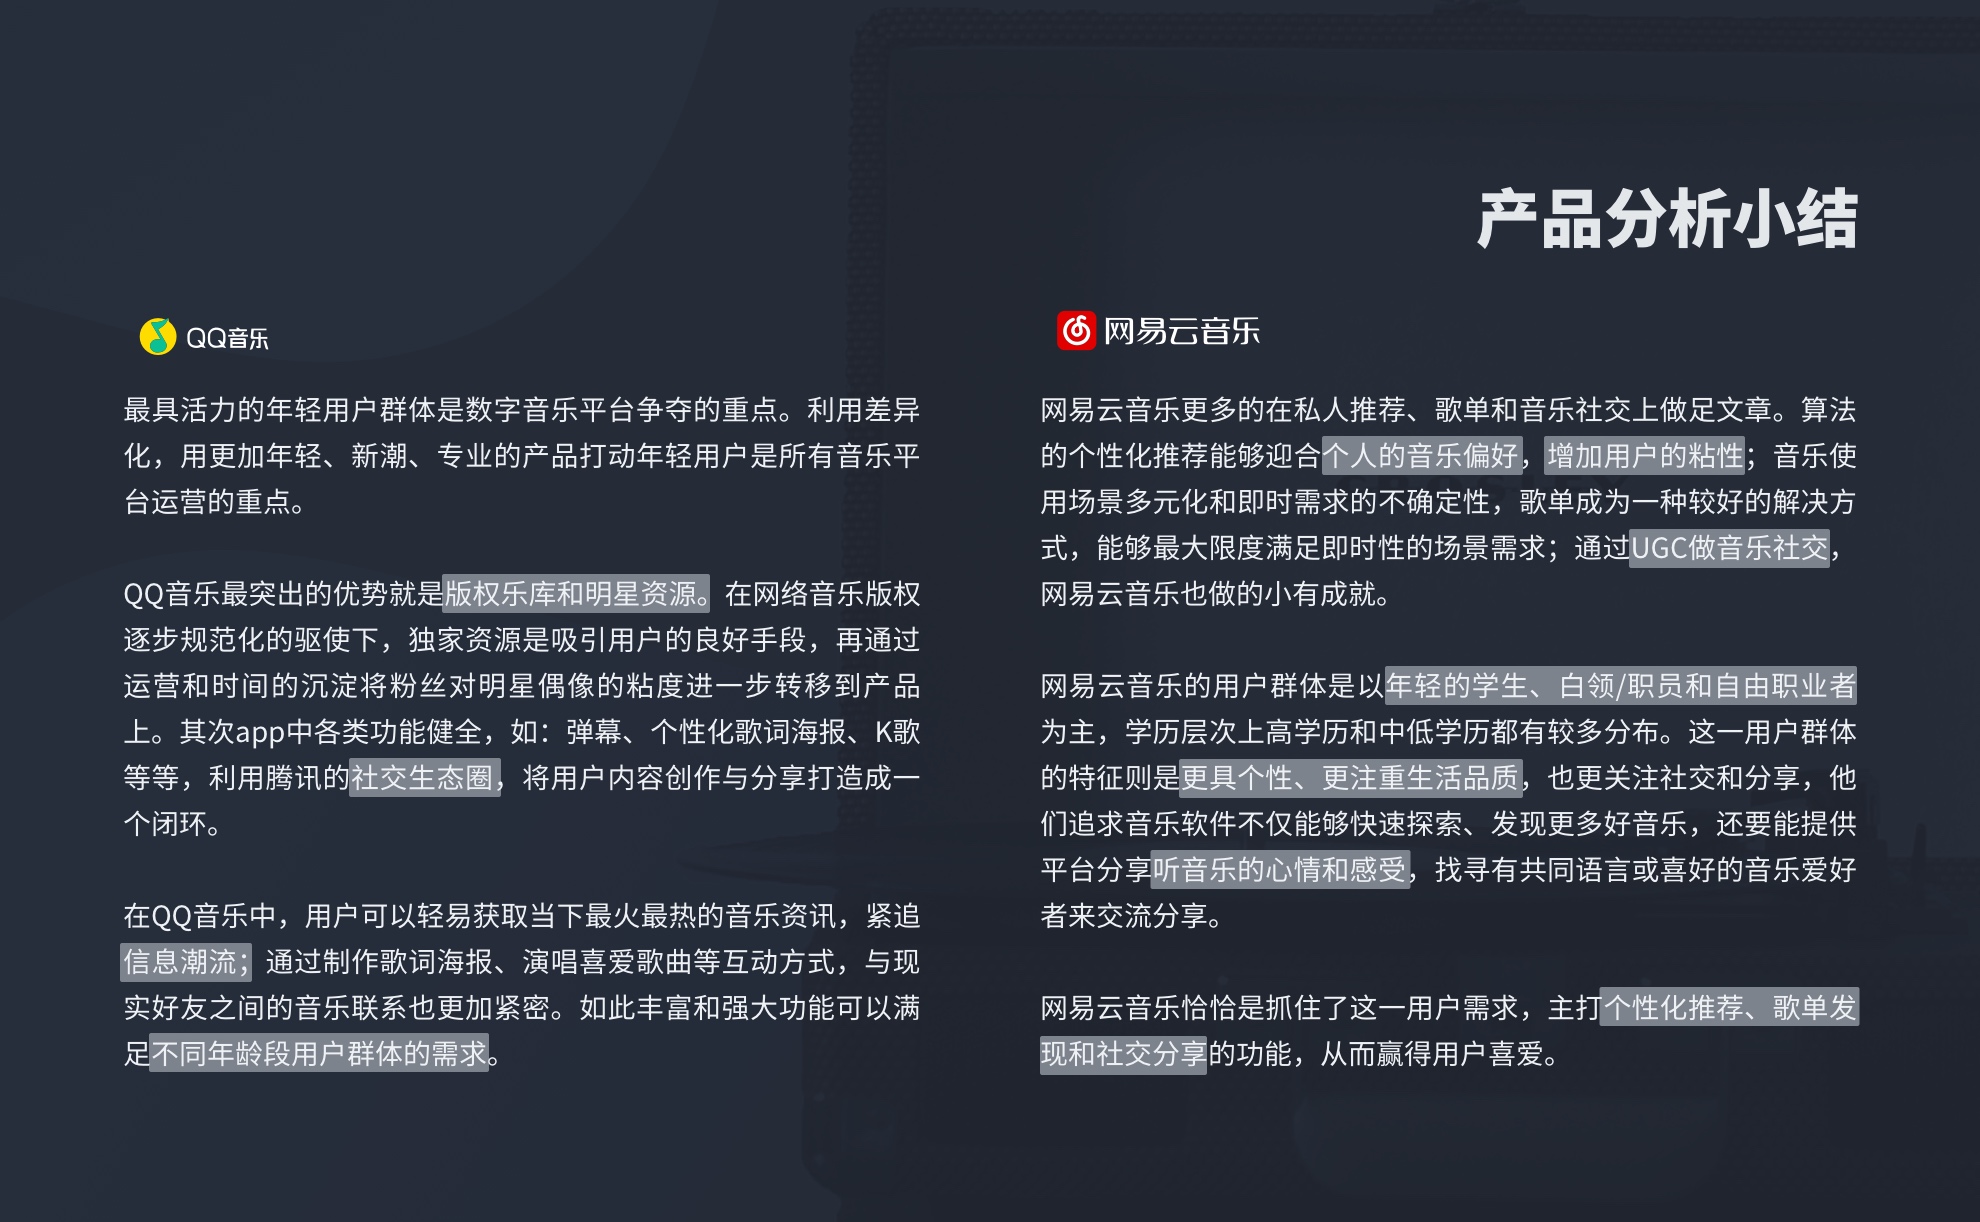 产品分析小结
QQ音乐
最具活力的年轻用户群体是数字音乐平台争夺的重点。利用差异
化，用更加年轻、新潮、专业的产品打动年轻用户是所有音乐平
台运营的重点。
QQ音乐最突出的优势就是版权乐库和明星资源。在网络音乐版权
逐步规范化的驱使下，独家资源是吸引用户的良好手段，再通过
运营和时间的沉淀将粉丝对明星偶像的粘度进一步转移到产品
上。其次app中各类功能健全，如：弹幕、个性化歌词海报、K歌
等等，利用腾讯的社交生态圈，将用户内容创作与分享打造成一
个闭环。
在QQ音乐中，用户可以轻易获取当下最火最热的音乐资讯，紧追
信息潮流；通过制作歌词海报、演唱喜爱歌曲等互动方式，与现
实好友之间的音乐联系也更加紧密。如此丰富和强大功能可以满
足不同年龄段用户群体的需求。
网易云音乐
网易云音乐更多的在私人推荐、歌单和音乐社交上做足文章。算法
的个性化推荐能够迎合个人的音乐偏好，增加用户的粘性；音乐使
用场景多元化和即时需求的不确定性，歌单成为一种较好的解决方
式，能够最大限度满足即时性的场景需求；通过UGC做音乐社交，
网易云音乐也做的小有成就。
网易云音乐的用户群体是以年轻的学生、白领/职员和自由职业者
为主，学历层次上高学历和中低学历都有较多分布。这一用户群体
的特征则是更具个性、更注重生活品质，也更关注社交和分享，他
们追求音乐软件不仅能够快速探索、发现更多好音乐，还要能提供
平台分享听音乐的心情和感受，找寻有共同语言或喜好的音乐爱好
者来交流分享。
网易云音乐恰恰是抓住了这一用户需求，主打个性化推荐、歌单发
现和社交分享的功能，从而赢得用户喜爱。
CROSLEY